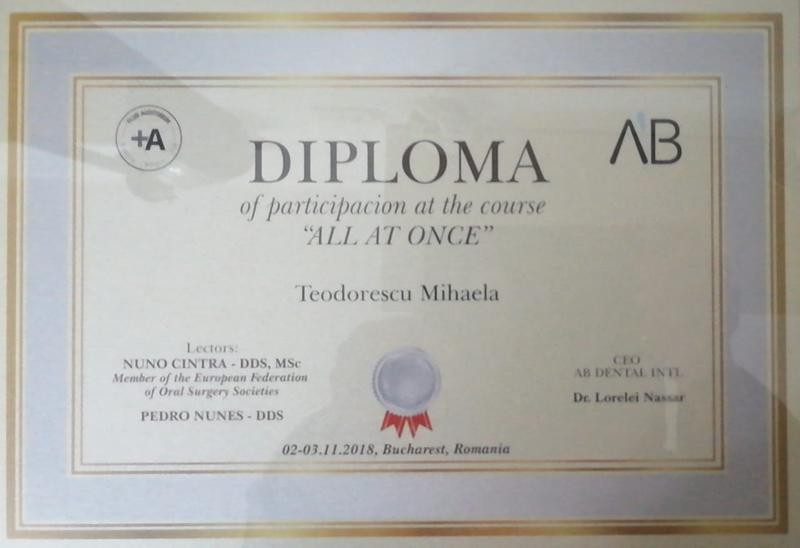 +A
AB
DIPLOMA
of participacion at the course
“ALL AT ONCE”
Teodorescu Mihaela
Lectors:
NUNO CINTRA - DDS, MSc
Member of the European Federation
of Oral Surgery Societies
PEDRO NUNES - DDS
CEO
AB DENTAL INTL
Dr. Lorelei Nassar
02-03.11.2018, Bucharest, Romania